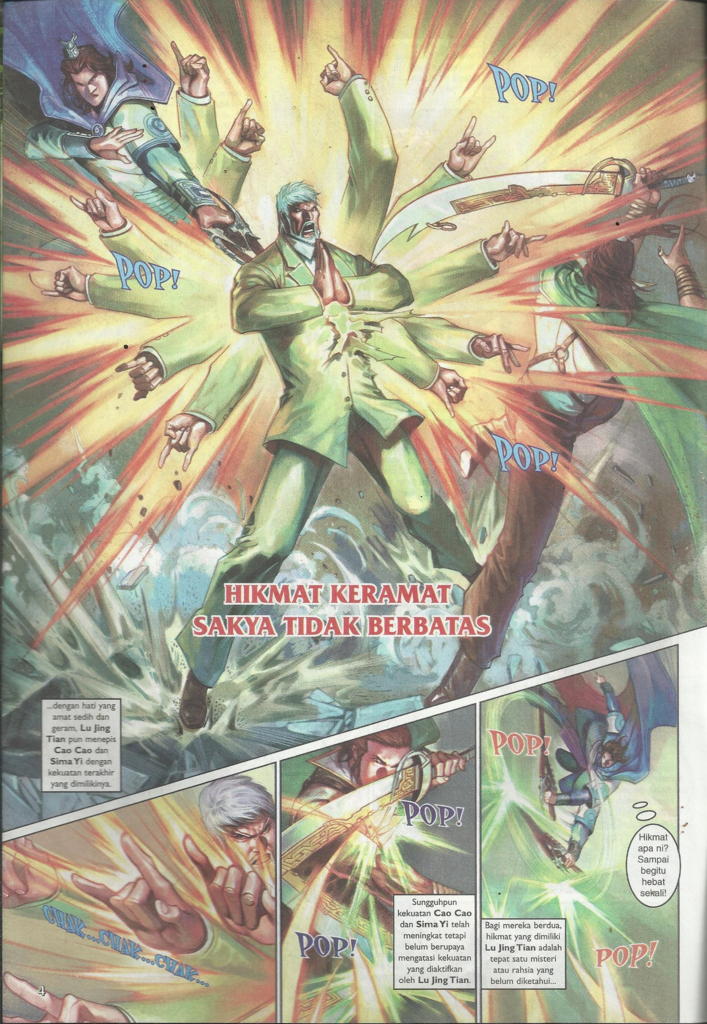 POP!
POP!
POP!
HIKMAT KERAMAT
SAKYA TIDAK BERBATAS
...dengan hati yang
amat sedih dan
geram, Lu Jing
Tian pun menepis
Cao Cao dan
Sima Yi dengan
kekuatan terakhir
yang dimilikinya.
CHAK...CHAK...CHAK...
POP!
POP!
Sungguhpun
kekuatan Cao Cao
dan Sima Yi telah
meningkat tetapi
belum berupaya
mengatasi kekuatan
yang diaktifkan
oleh Lu Jing Tian.
POP!
Hikmat
apa ni?
Sampai
begitu
hebat
sekali!
Bagi mereka berdua,
hikmat yang dimiliki
Lu Jing Tian adalah
tepat satu misteri
atau rahsia yang
belum diketahui...
POP!
4